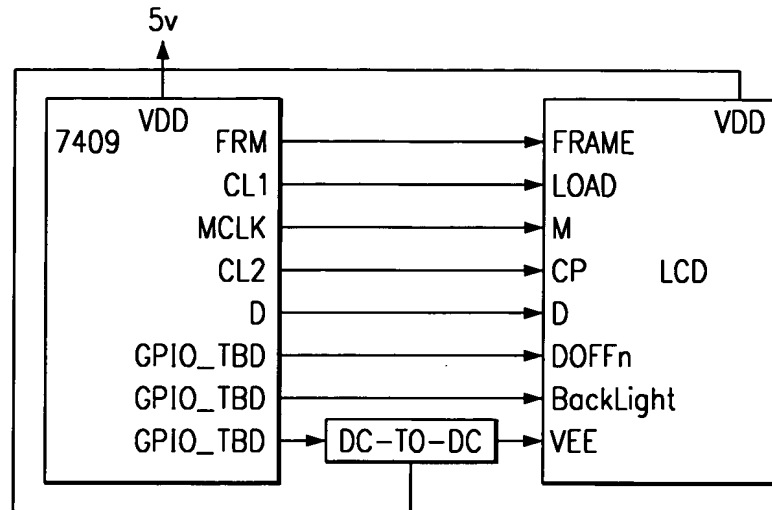 5v
VDD
VDD
7409
FRM
FRAME
CL1
LOAD
MCLK
M
CL2
CP
LCD
D
D
GPIO_TBD
DOFFn
GPIO_TBD
BackLight
GPIO_TBD
DC-TO-DC
VEE